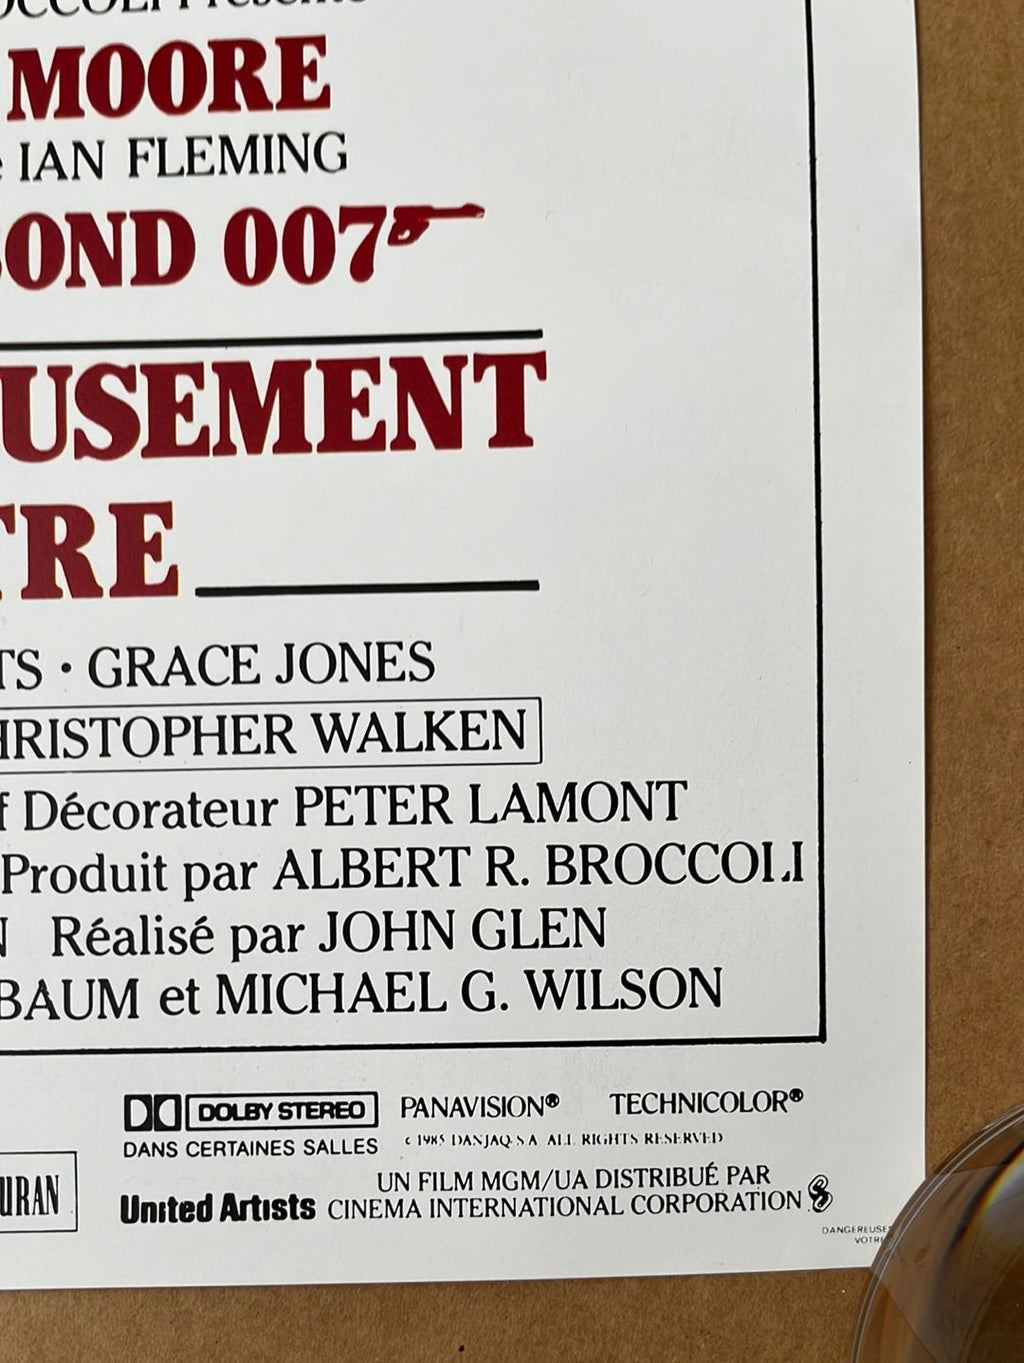 MOORE
IAN FLEMING
OND 007
USEMENT
TRE
TS • GRACE JONES
HRISTOPHER WALKEN
f Décorateur PETER LAMONT
Produit par ALBERT R. BROCCOLI
N Réalisé par JOHN GLEN
BAUM et MICHAEL G. WILSON
DOLBY STEREO PANAVISION® TECHNICOLOR®
DANS CERTAINES SALLES
© 1985 DANJAQ S.A. ALL RIGHTS RESERVED
URAN
UN FILM MGM/UA DISTRIBUÉ PAR
United Artists CINEMA INTERNATIONAL CORPORATION